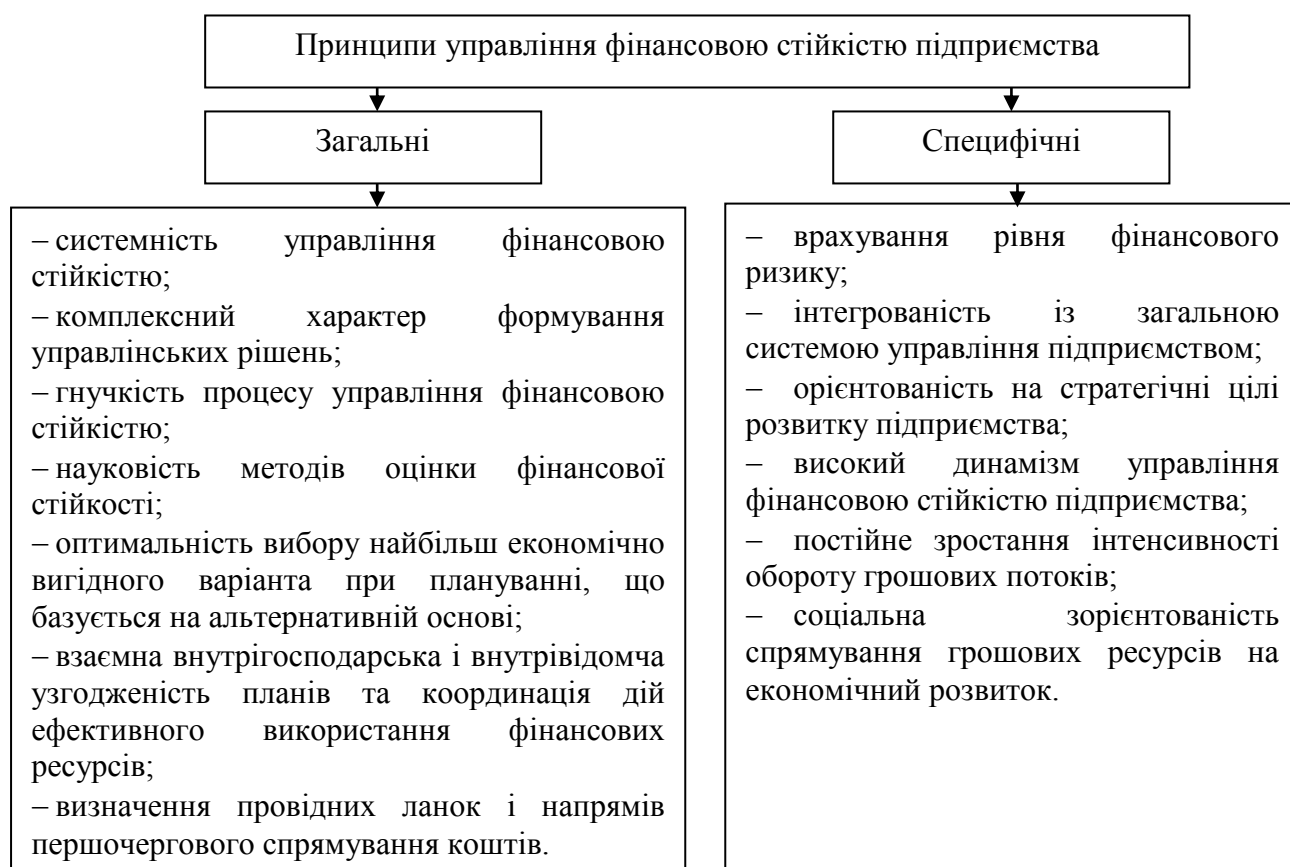 Принципи управління фінансовою стійкістю підприємства
Загальні
Специфічні
– системність управління фінансовою
стійкістю;
– комплексний характер формування
управлінських рішень;
– гнучкість процесу управління фінансовою
стійкістю;
– науковість методів оцінки фінансової
стійкості;
– оптимальність вибору найбільш економічно
вигідного варіанта при плануванні, що
базується на альтернативній основі;
– взаємна внутрігосподарська і внутрівідомча
узгодженість планів та координація дій
ефективного використання фінансових
ресурсів;
– визначення провідних ланок і напрямів
першочергового спрямування коштів.
– врахування рівня фінансового
ризику;
– інтегрованість із загальною
системою управління підприємством;
– орієнтованість на стратегічні цілі
розвитку підприємства;
– високий динамізм управління
фінансовою стійкістю підприємства;
– постійне зростання інтенсивності
обороту грошових потоків;
– соціальна зорієнтованість
спрямування грошових ресурсів на
економічний розвиток.